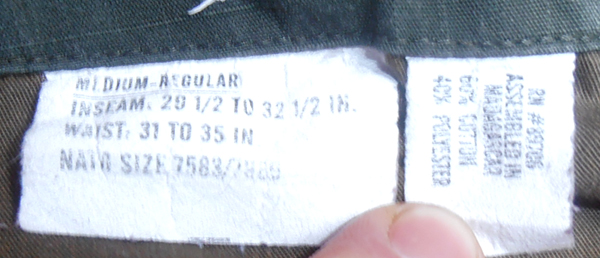 MEDIUM-REGULAR
INSEAM: 29 1/2 TO 32 1/2 IN.
WAIST: 31 TO 35 IN
NATO SIZE
ASSEMBLED IN
MADAGASCAR
60% COTTON
40% POLYESTER